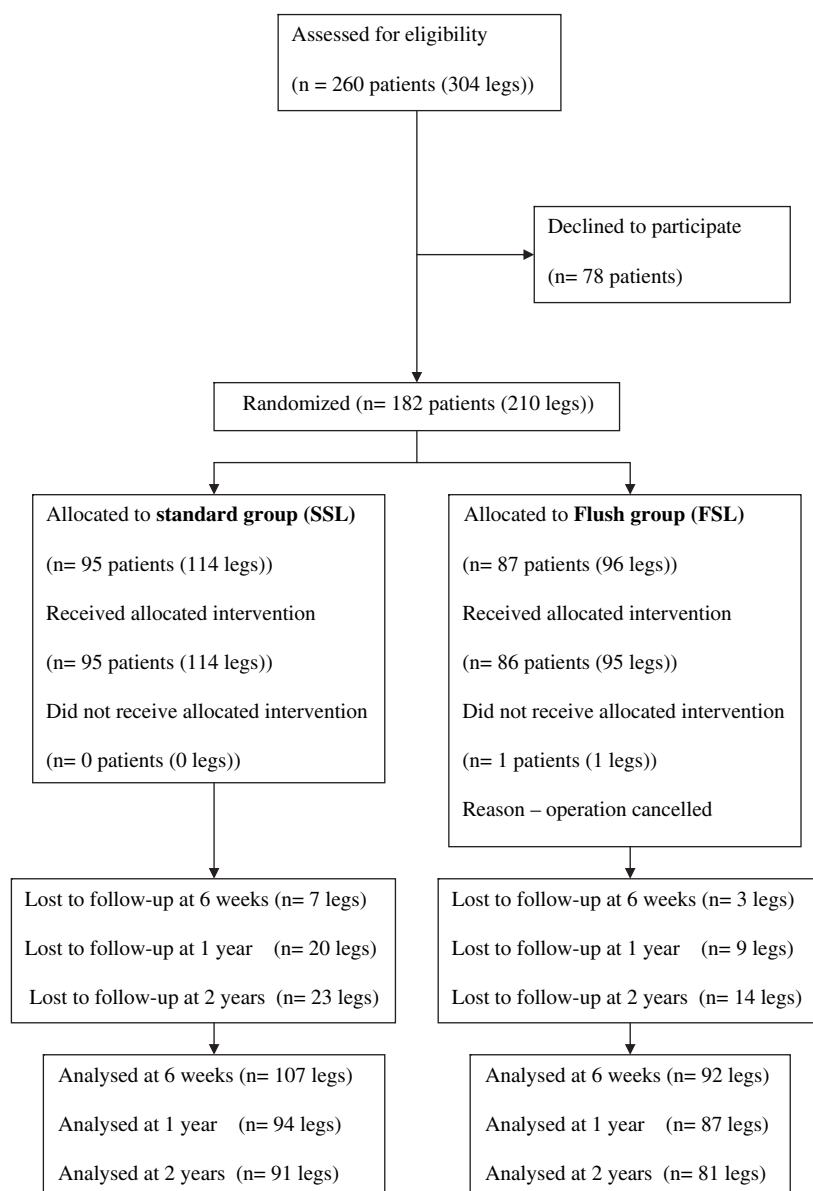 Assessed for eligibility
(n = 260 patients (304 legs))
Declined to participate
(n= 78 patients)
Randomized (n= 182 patients (210 legs))
Allocated to standard group (SSL)
(n= 95 patients (114 legs))
Received allocated intervention
(n= 95 patients (114 legs))
Did not receive allocated intervention
(n= 0 patients (0 legs))
Allocated to Flush group (FSL)
(n= 87 patients (96 legs))
Received allocated intervention
(n= 86 patients (95 legs))
Did not receive allocated intervention
(n= 1 patients (1 legs))
Reason – operation cancelled
Lost to follow-up at 6 weeks (n= 7 legs)
Lost to follow-up at 1 year (n= 20 legs)
Lost to follow-up at 2 years (n= 23 legs)
Lost to follow-up at 6 weeks (n= 3 legs)
Lost to follow-up at 1 year (n= 9 legs)
Lost to follow-up at 2 years (n= 14 legs)
Analysed at 6 weeks (n= 107 legs)
Analysed at 1 year (n= 94 legs)
Analysed at 2 years (n= 91 legs)
Analysed at 6 weeks (n= 92 legs)
Analysed at 1 year (n= 87 legs)
Analysed at 2 years (n= 81 legs)